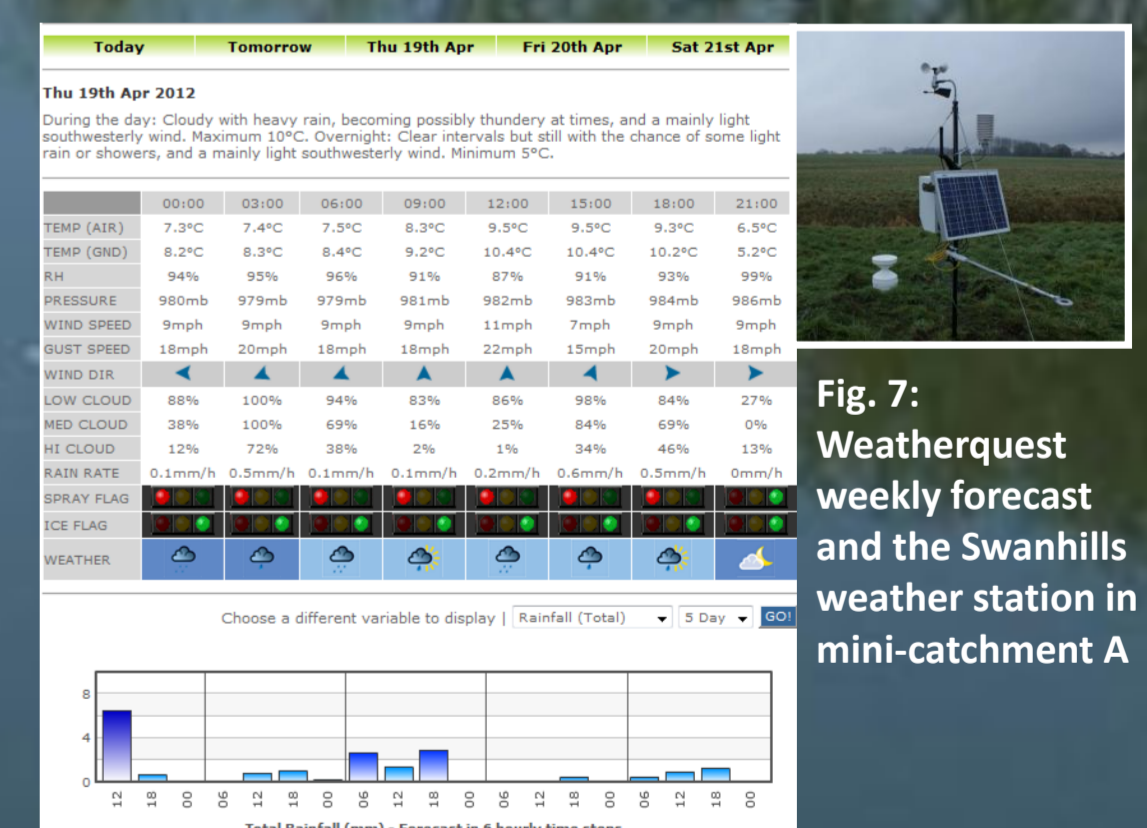 Today Tomorrow Thu 19th Apr Fri 20th Apr Sat 21st Apr
Thu 19th Apr 2012
During the day: Cloudy with heavy rain, becoming possibly thundery at times, and a mainly light
southwesterly wind. Maximum 10°C. Overnight: Clear intervals but still with the chance of some light
rain or showers, and a mainly light southwesterly wind. Minimum 5°C.
00:00 03:00 06:00 09:00 12:00 15:00 18:00 21:00
TEMP (AIR) 7.3°C 7.4°C 7.5°C 8.3°C 9.5°C 9.5°C 9.3°C 6.5°C
TEMP (GND) 8.2°C 8.3°C 8.4°C 9.2°C 10.4°C 10.4°C 10.2°C 5.2°C
RH 94% 95% 96% 91% 87% 91% 93% 99%
PRESSURE 980mb 979mb 979mb 981mb 982mb 983mb 984mb 986mb
WIND SPEED 9mph 9mph 9mph 9mph 11mph 7mph 9mph 9mph
GUST SPEED 18mph 20mph 18mph 18mph 22mph 15mph 20mph 18mph
WIND DIR
LOW CLOUD 88% 100% 94% 83% 86% 98% 84% 27%
MED CLOUD 38% 100% 69% 16% 25% 84% 69% 0%
HI CLOUD 12% 72% 38% 2% 1% 34% 46% 13%
RAIN RATE 0.1mm/h 0.5mm/h 0.1mm/h 0.1mm/h 0.2mm/h 0.6mm/h 0.5mm/h 0mm/h
SPRAY FLAG
ICE FLAG
WEATHER
Choose a different variable to display | Rainfall (Total) 5 Day GO!
8
4
0
12 18 00 06 12 18 00 06 12 18 00 06 12 18 00 06 12 18 00
Total Rainfall (mm) - Forecast in 6 hourly time steps
Fig. 7:
Weatherquest
weekly forecast
and the Swanhills
weather station in
mini-catchment A